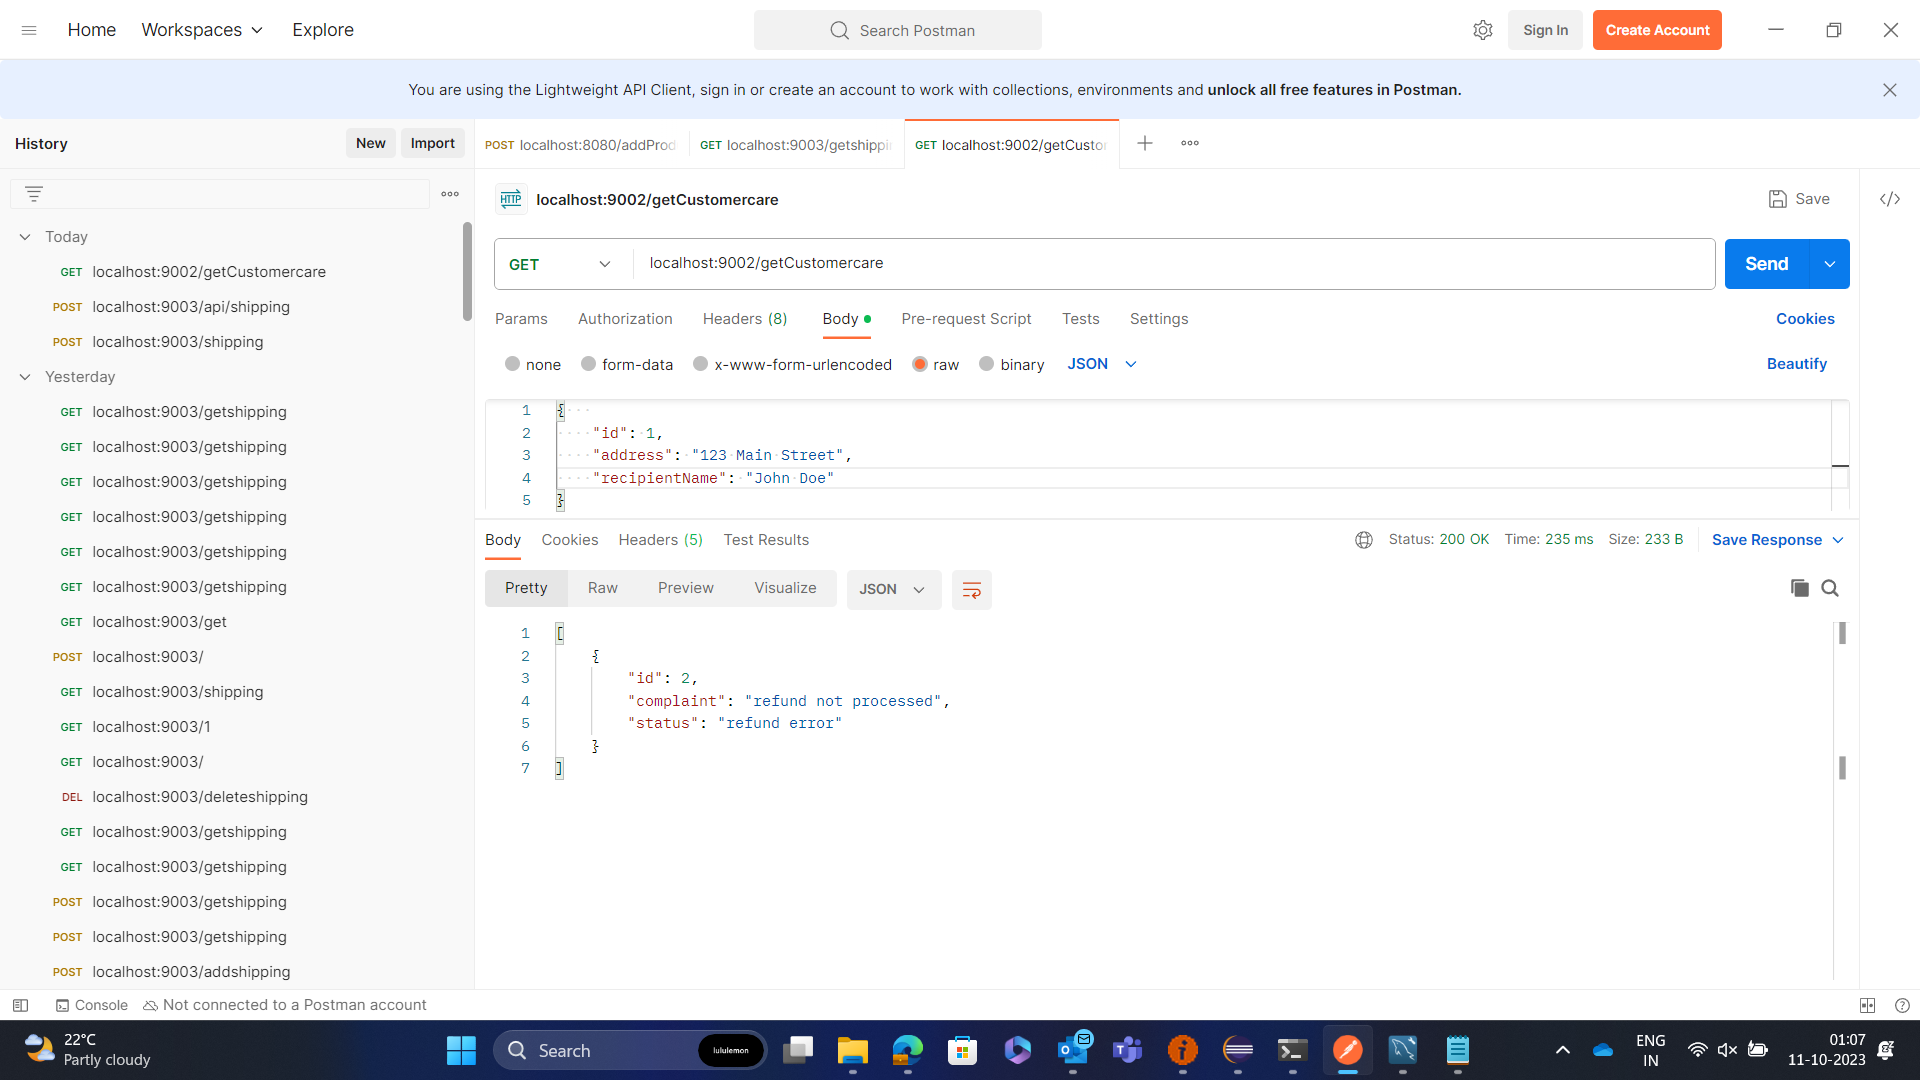 Home Workspaces Explore Search Postman Sign In Create Account
You are using the Lightweight API Client, sign in or create an account to work with collections, environments and unlock all free features in Postman.
History New Import
POST localhost:8080/addProd GET localhost:9003/getshippin GET localhost:9002/getCustor
HTTP localhost:9002/getCustomercare Save
Today
GET localhost:9002/getCustomercare
POST localhost:9003/api/shipping
POST localhost:9003/shipping
Yesterday
GET localhost:9003/getshipping
GET localhost:9003/getshipping
GET localhost:9003/getshipping
GET localhost:9003/getshipping
GET localhost:9003/getshipping
GET localhost:9003/getshipping
GET localhost:9003/get
POST localhost:9003/
GET localhost:9003/shipping
GET localhost:9003/1
GET localhost:9003/
DEL localhost:9003/deleteshipping
GET localhost:9003/getshipping
GET localhost:9003/getshipping
POST localhost:9003/getshipping
POST localhost:9003/getshipping
POST localhost:9003/addshipping
GET localhost:9002/getCustomercare Send
Params Authorization Headers (8) Body Pre-request Script Tests Settings Cookies
none form-data x-www-form-urlencoded raw binary JSON Beautify
1 {
2 "id": 1,
3 "address": "123 Main Street",
4 "recipientName": "John Doe"
5 }
Body Cookies Headers (5) Test Results Status: 200 OK Time: 235 ms Size: 233 B Save Response
Pretty Raw Preview Visualize JSON
1 [
2 {
3 "id": 2,
4 "complaint": "refund not processed",
5 "status": "refund error"
6 }
7 ]
Console Not connected to a Postman account
22°C
Partly cloudy
Search lululemon
ENG
IN
01:07
11-10-2023